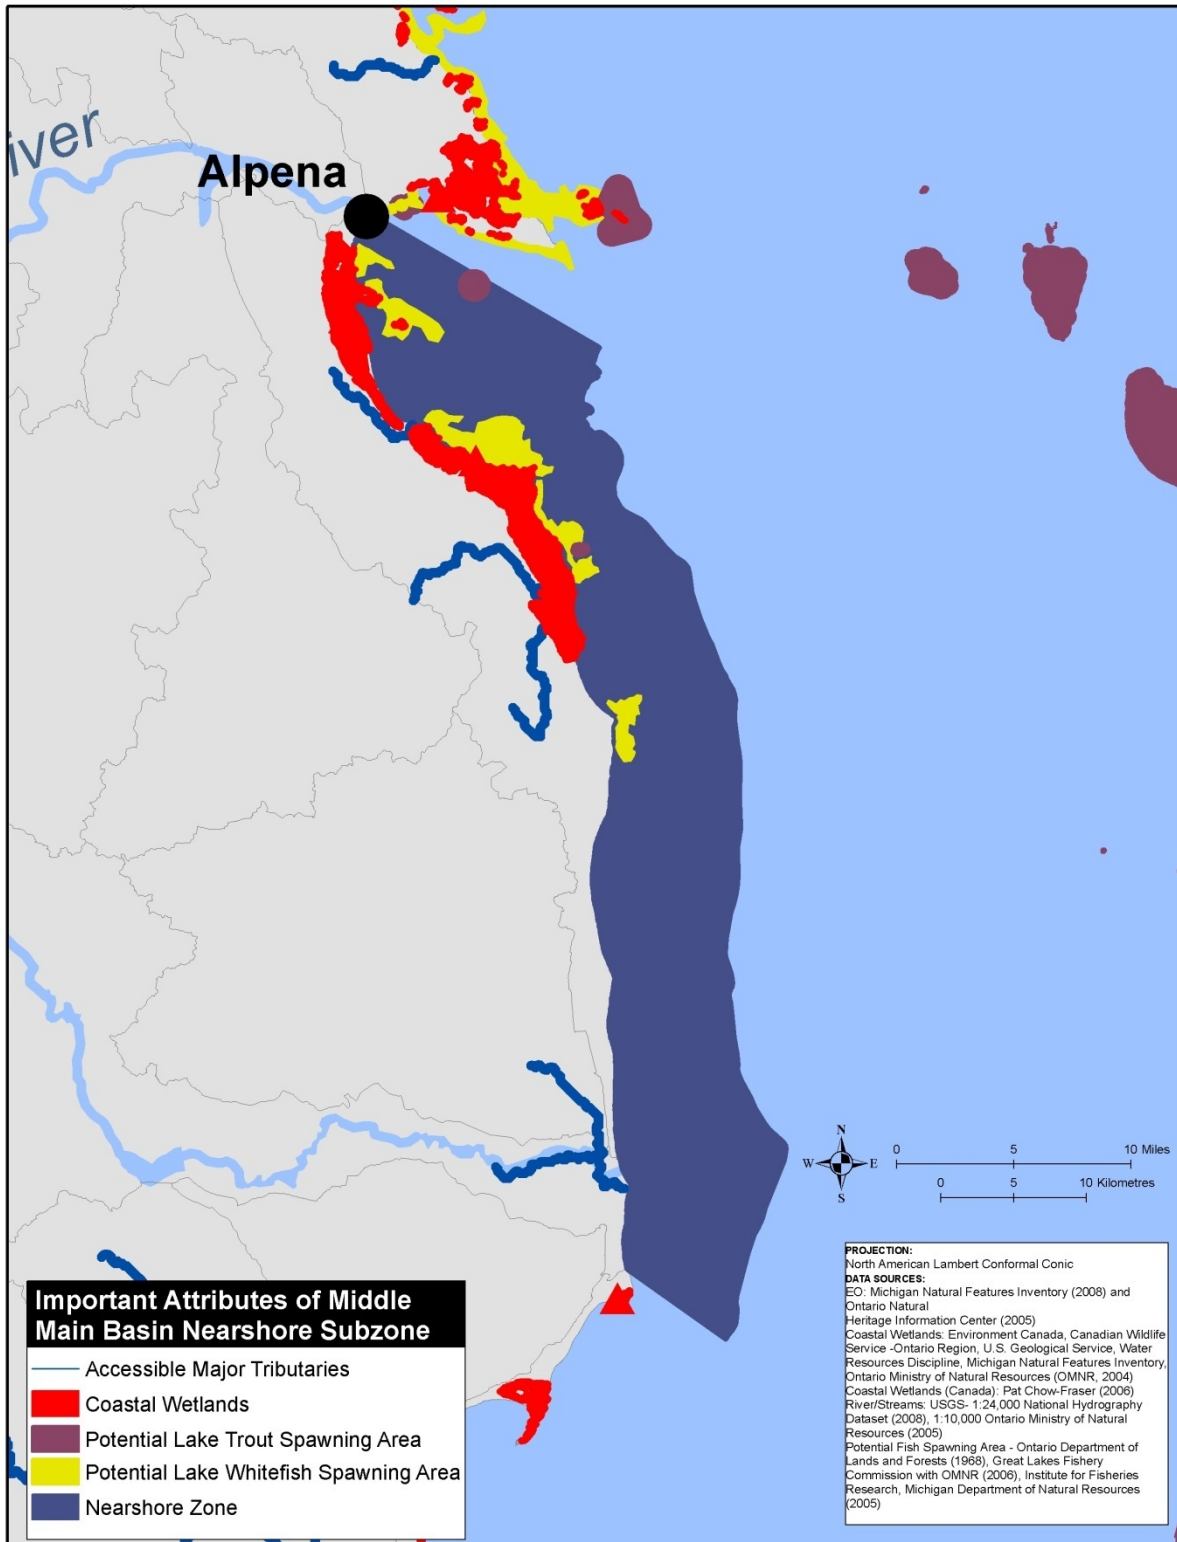 iver
Alpena
N
W
E
S
0 5 10 Miles
0 5 10 Kilometres
Important Attributes of Middle
Main Basin Nearshore Subzone
Accessible Major Tributaries
Coastal Wetlands
Potential Lake Trout Spawning Area
Potential Lake Whitefish Spawning Area
Nearshore Zone
PROJECTION:
North American Lambert Conformal Conic
DATA SOURCES:
EO: Michigan Natural Features Inventory (2008) and
Ontario Natural
Heritage Information Center (2005)
Coastal Wetlands: Environment Canada, Canadian Wildlife
Service -Ontario Region, U.S. Geological Service, Water
Resources Discipline, Michigan Natural Features Inventory,
Ontario Ministry of Natural Resources (OMNR, 2004)
Coastal Wetlands (Canada): Pat Chow-Fraser (2006)
River/Streams: USGS- 1:24,000 National Hydrography
Dataset (2008), 1:10,000 Ontario Ministry of Natural
Resources (2005)
Potential Fish Spawning Area - Ontario Department of
Lands and Forests (1968), Great Lakes Fishery
Commission with OMNR (2006), Institute for Fisheries
Research, Michigan Department of Natural Resources
(2005)